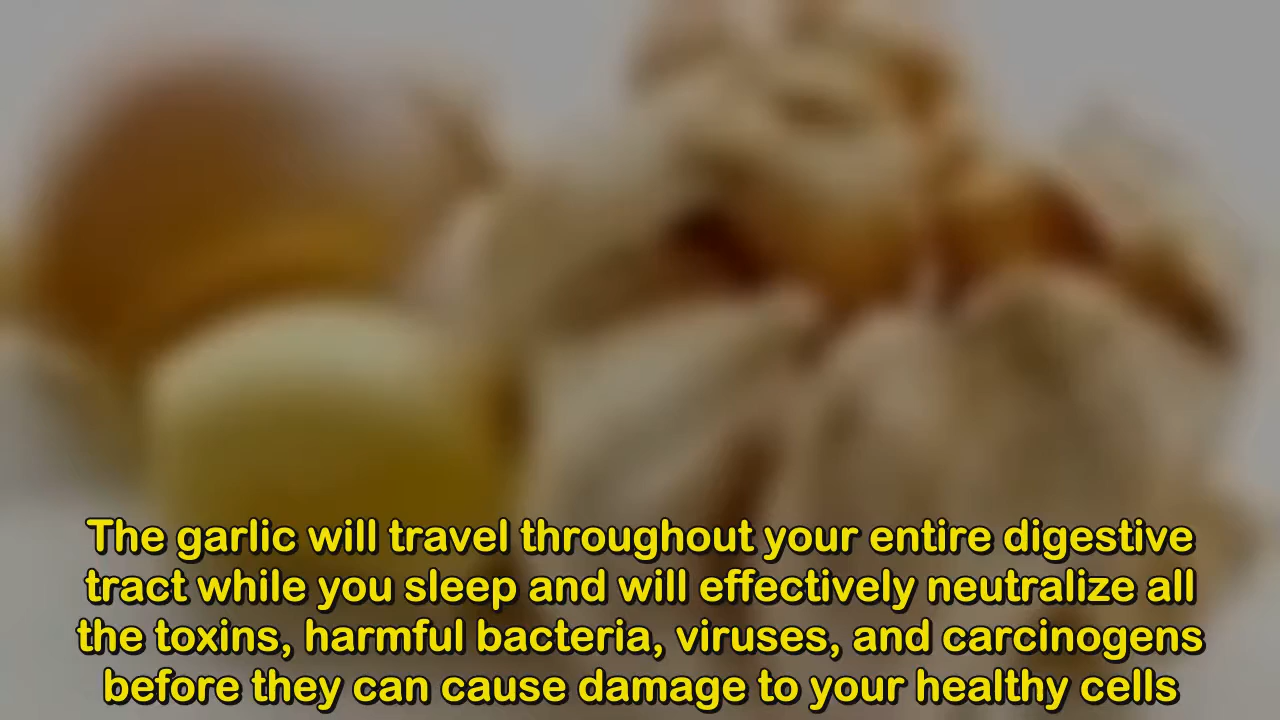 The garlic will travel throughout your entire digestive
tract while you sleep and will effectively neutralize all
the toxins, harmful bacteria, viruses, and carcinogens
before they can cause damage to your healthy cells